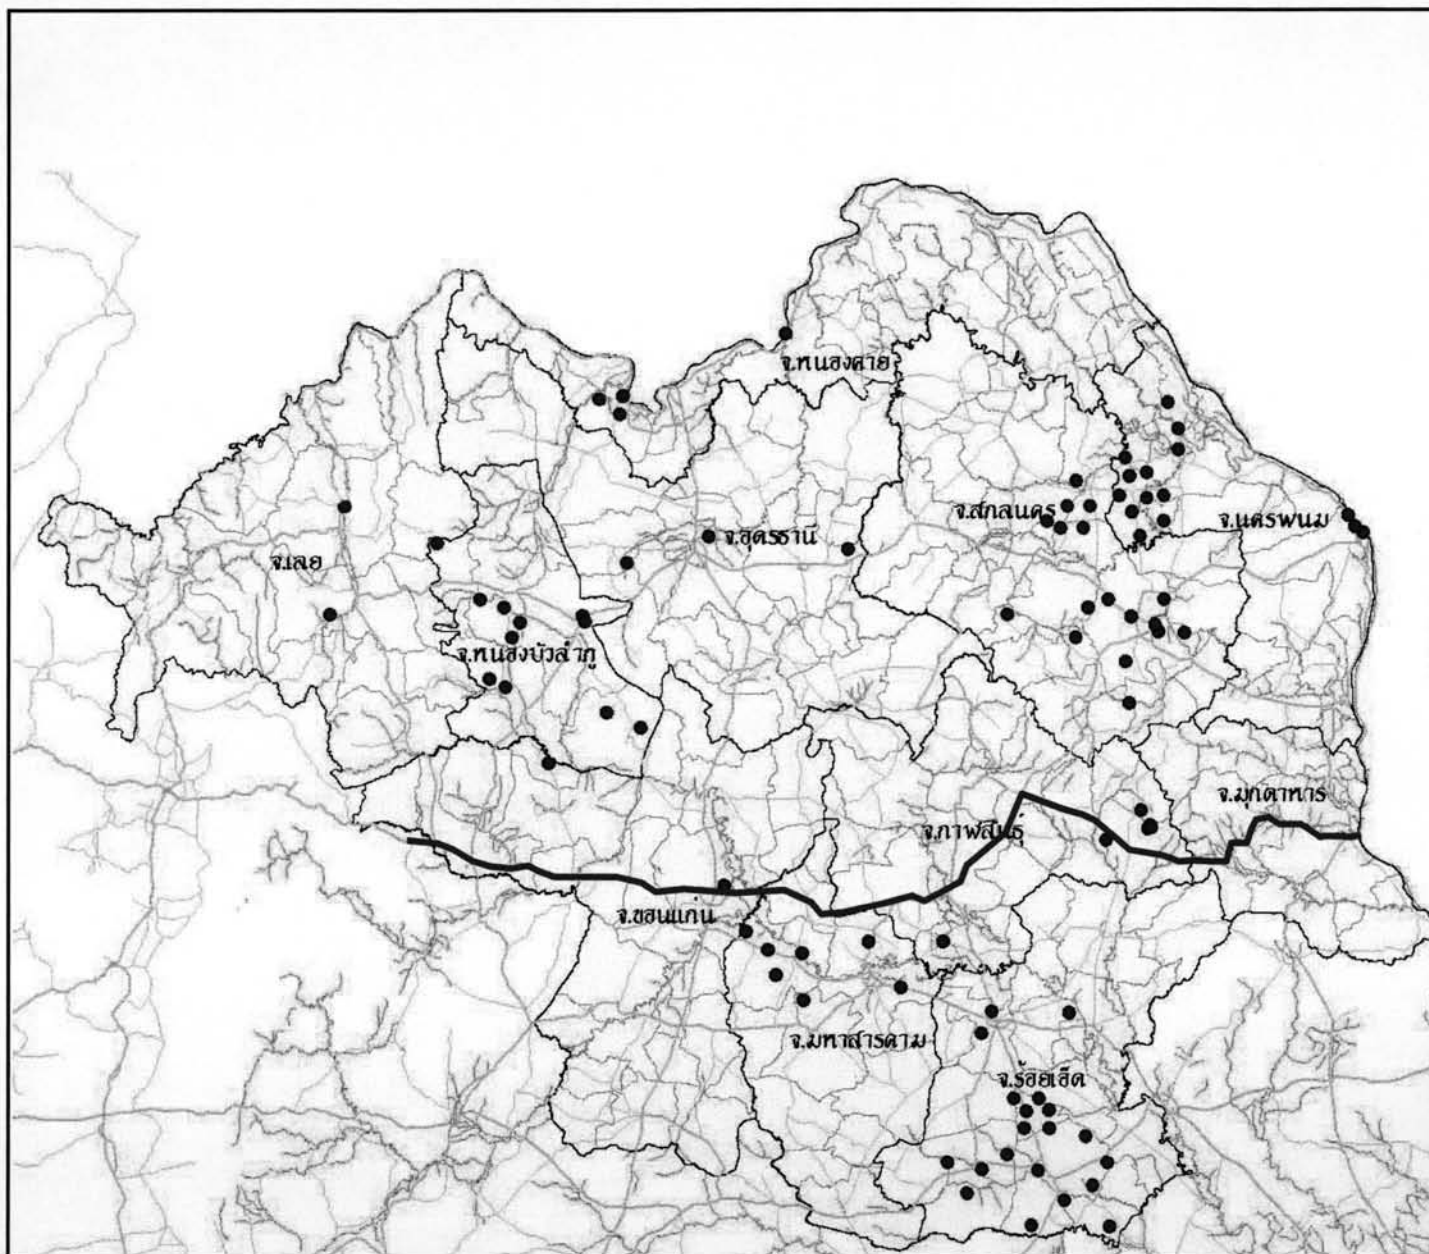 จ.หนองคาย
จ.สกลนคร
จ.นครพนม
จ.อุดรธานี
จ.เลย
จ.หนองบัวลำภู
จ.มุกดาหาร
จ.กาฬสินธุ์
จ.ขอนแก่น
จ.มหาสารคาม
จ.ร้อยเอ็ด